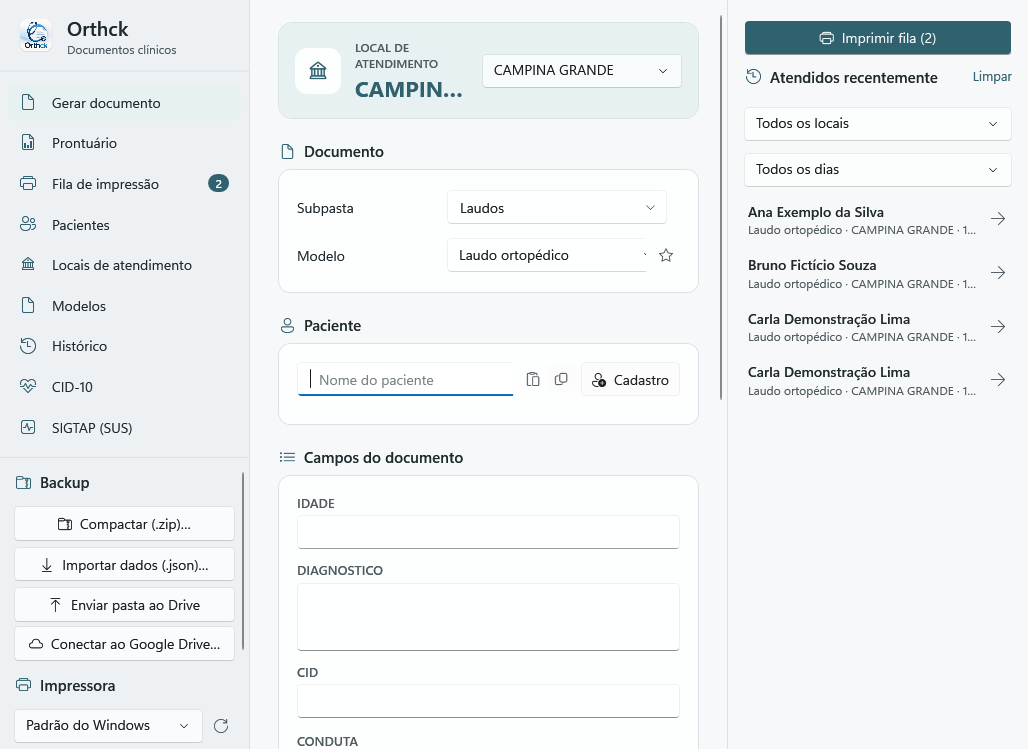 Orthck
Documentos clínicos
Orthck
Gerar documento
Prontuário
Fila de impressão
2
Pacientes
Locais de atendimento
Modelos
Histórico
CID-10
SIGTAP (SUS)
Backup
Compactar (.zip)...
Importar dados (.json)...
Enviar pasta ao Drive
Conectar ao Google Drive...
Impressora
Padrão do Windows
LOCAL DE
ATENDIMENTO
CAMPIN...
CAMPINA GRANDE
Documento
Subpasta
Laudos
Modelo
Laudo ortopédico
Paciente
Nome do paciente
Cadastro
Campos do documento
IDADE
DIAGNOSTICO
CID
CONDUTA
Imprimir fila (2)
Atendidos recentemente
Limpar
Todos os locais
Todos os dias
Ana Exemplo da Silva
Laudo ortopédico · CAMPINA GRANDE · 1...
Bruno Fictício Souza
Laudo ortopédico · CAMPINA GRANDE · 1...
Carla Demonstração Lima
Laudo ortopédico · CAMPINA GRANDE · 1...
Carla Demonstração Lima
Laudo ortopédico · CAMPINA GRANDE · 1...